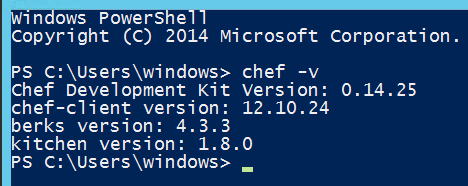 Windows PowerShell
Copyright (C) 2014 Microsoft Corporation.
PS C:\Users\windows> chef -v
Chef Development Kit Version: 0.14.25
chef-client version: 12.10.24
berks version: 4.3.3
kitchen version: 1.8.0
PS C:\Users\windows>